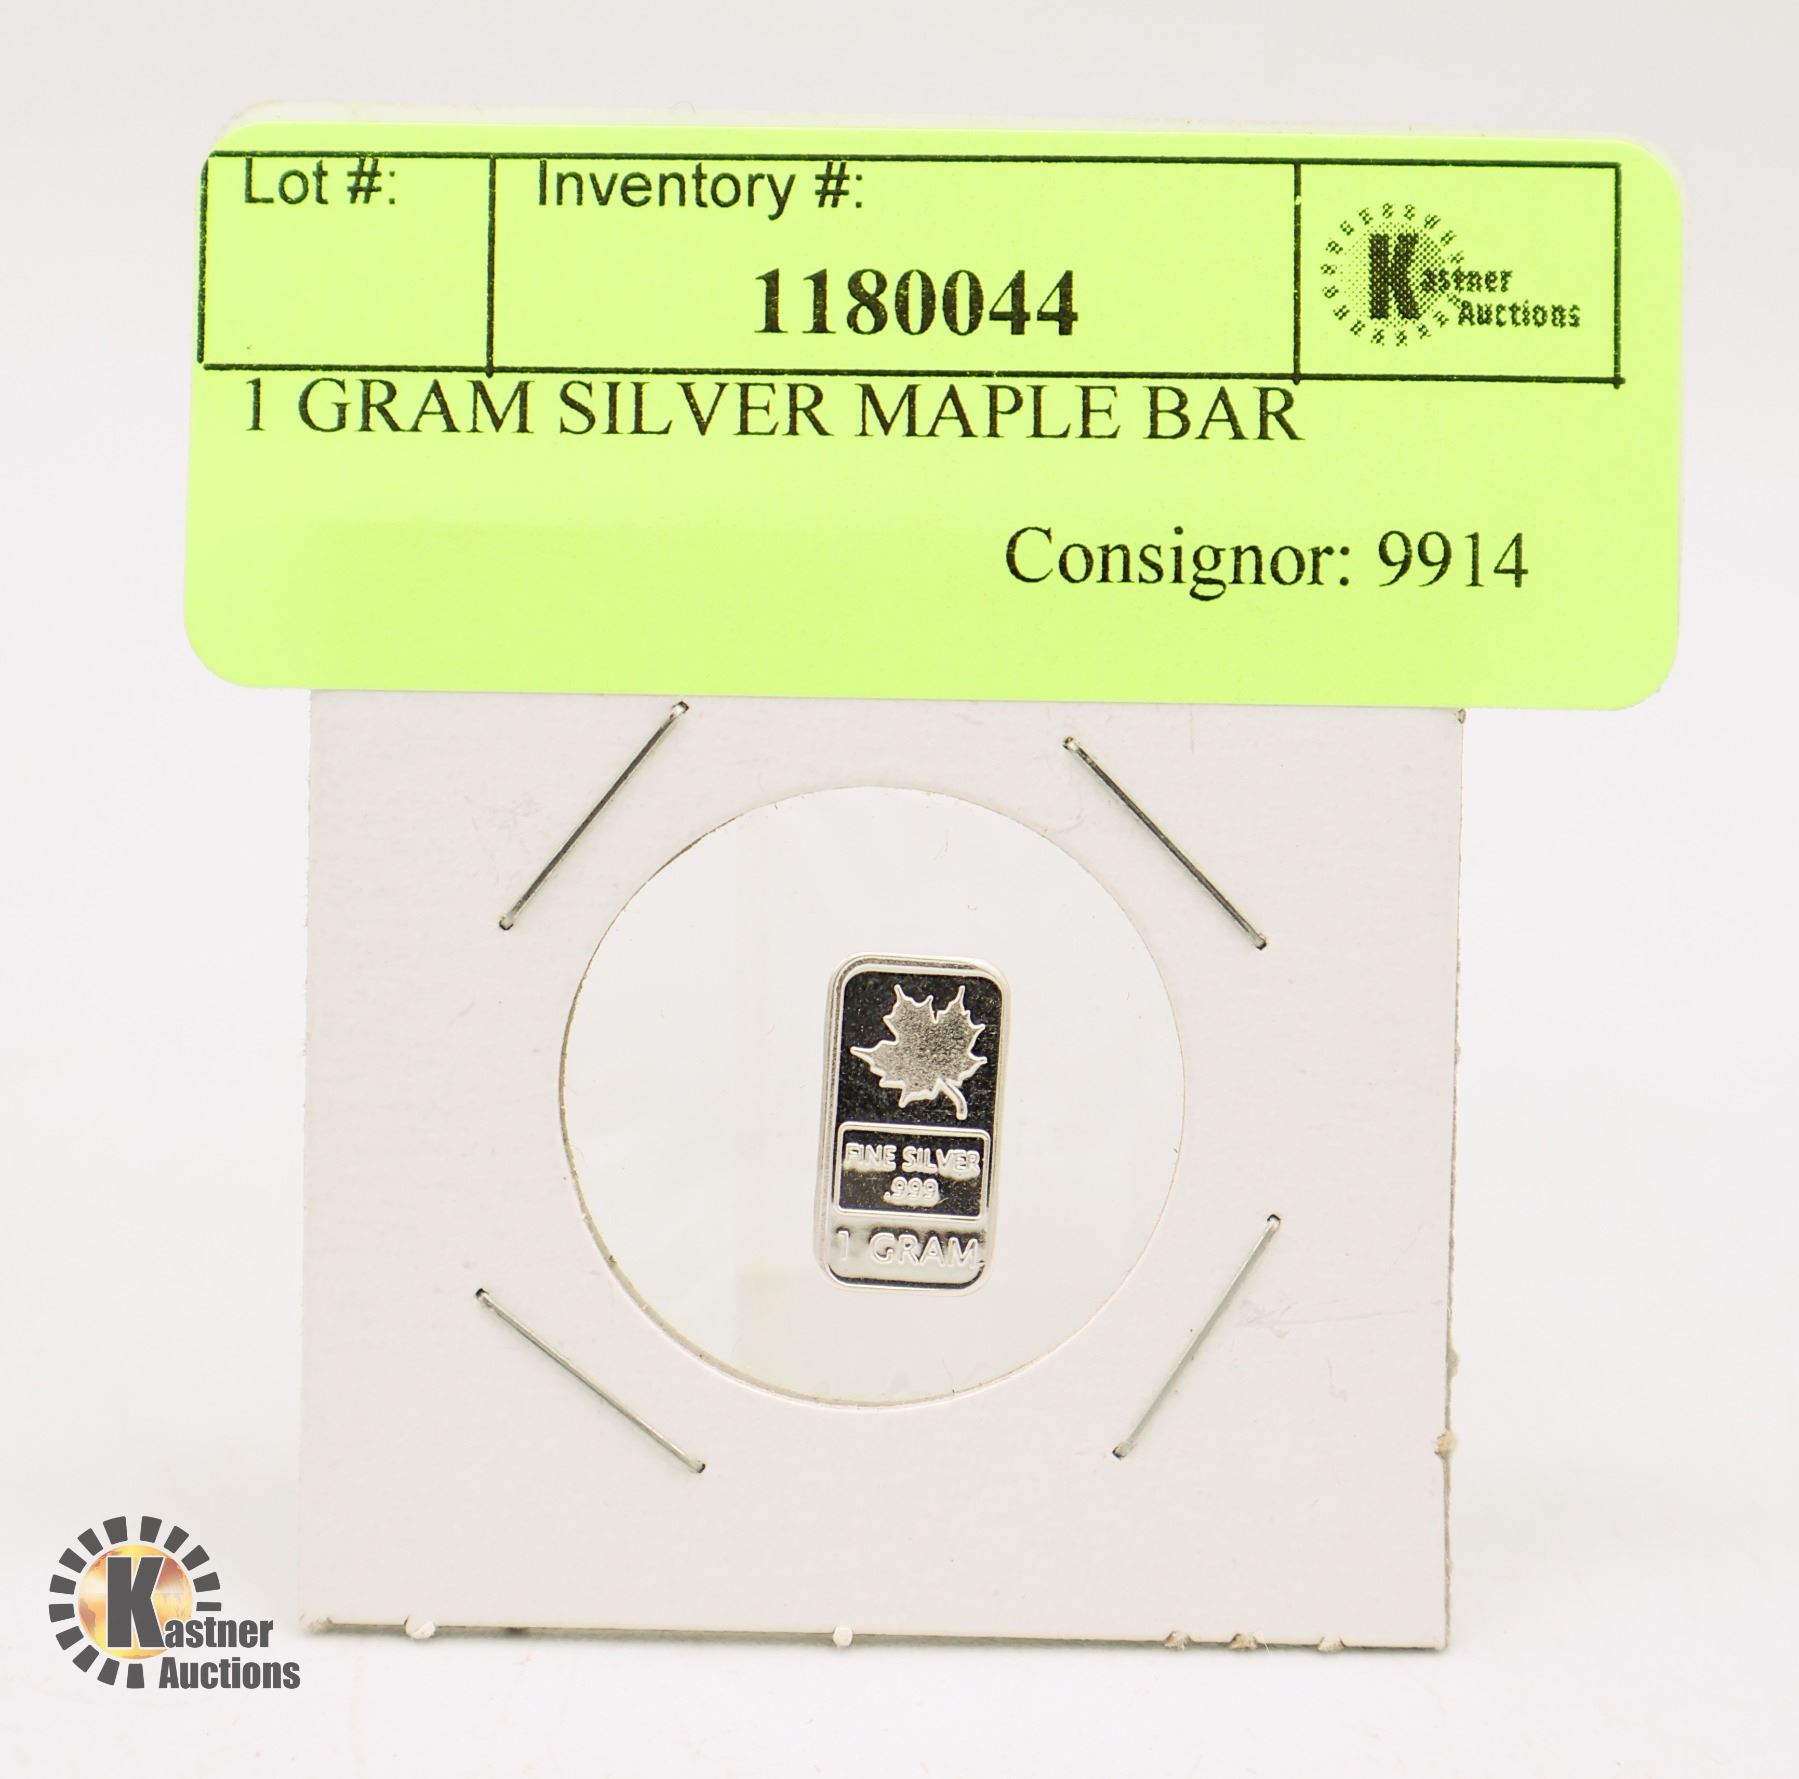 Lot #:
Inventory #:
1180044
Kastner
Auctions
1 GRAM SILVER MAPLE BAR
Consignor: 9914
FINE SILVER
.999
1 GRAM
Kastner
Auctions